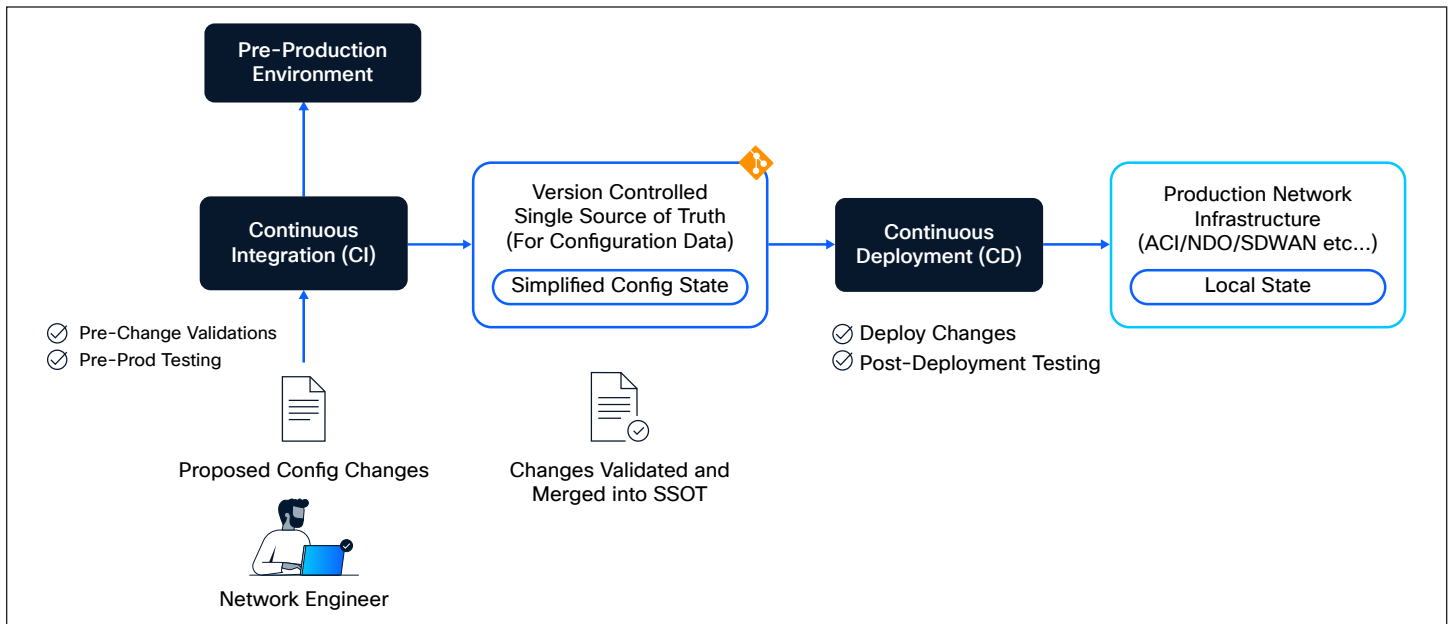 Pre-Production
Environment
Continuous
Integration (CI)
Version Controlled
Single Source of Truth
(For Configuration Data)
Simplified Config State
Continuous
Deployment (CD)
Production Network
Infrastructure
(ACI/NDO/SDWAN etc...)
Local State
Pre-Change Validations
Pre-Prod Testing
Deploy Changes
Post-Deployment Testing
Proposed Config Changes
Changes Validated and
Merged into SSOT
Network Engineer